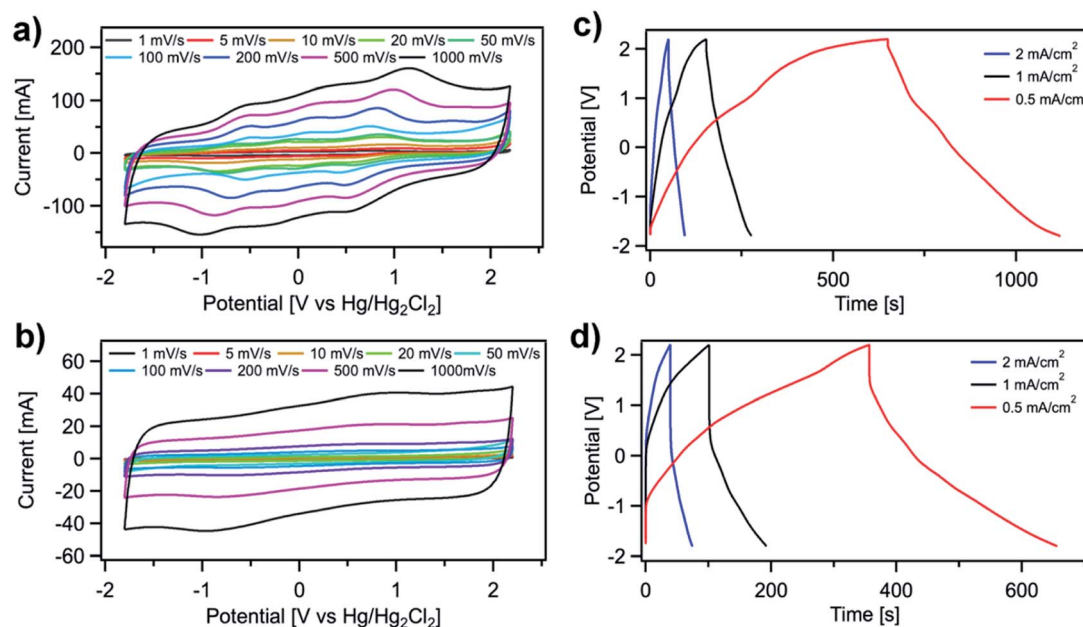 a)
1 mV/s 5 mV/s 10 mV/s 20 mV/s 50 mV/s
100 mV/s 200 mV/s 500 mV/s 1000 mV/s
Current [mA]
200
100
0
-100
-2 -1 0 1 2
Potential [V vs Hg/Hg₂Cl₂]
c)
2 mA/cm²
1 mA/cm²
0.5 mA/cm
Potential [V]
2
1
0
-1
-2
0 500 1000
Time [s]
b)
1 mV/s 5 mV/s 10 mV/s 20 mV/s 50 mV/s
100 mV/s 200 mV/s 500 mV/s 1000mV/s
Current [mA]
60
40
20
0
-20
-40
-60
-2 -1 0 1 2
Potential [V vs Hg/Hg₂Cl₂]
d)
2 mA/cm²
1 mA/cm²
0.5 mA/cm²
Potential [V]
2
1
0
-1
-2
0 200 400 600
Time [s]